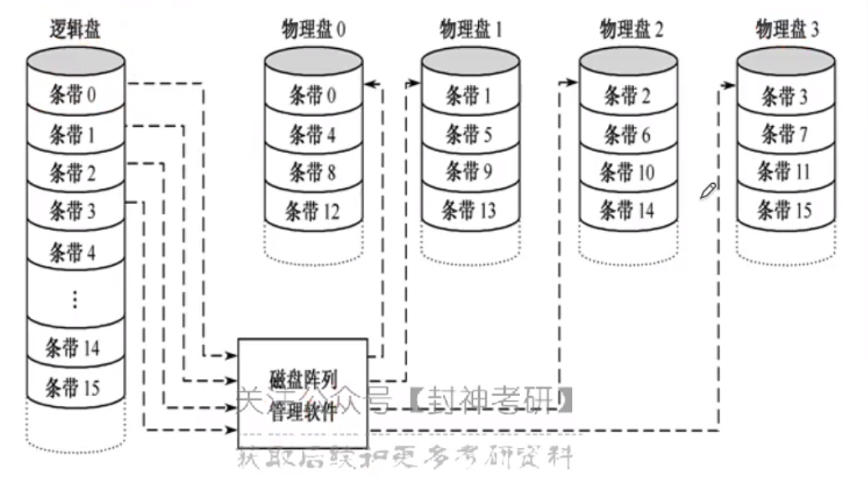 逻辑盘
条带 0
条带 1
条带 2
条带 3
条带 4
⋮
条带 14
条带 15
物理盘 0
条带 0
条带 4
条带 8
条带 12
物理盘 1
条带 1
条带 5
条带 9
条带 13
物理盘 2
条带 2
条带 6
条带 10
条带 14
物理盘 3
条带 3
条带 7
条带 11
条带 15
磁盘阵列
管理软件
关注公众号【封神考研】
获取后续和更多考研资料